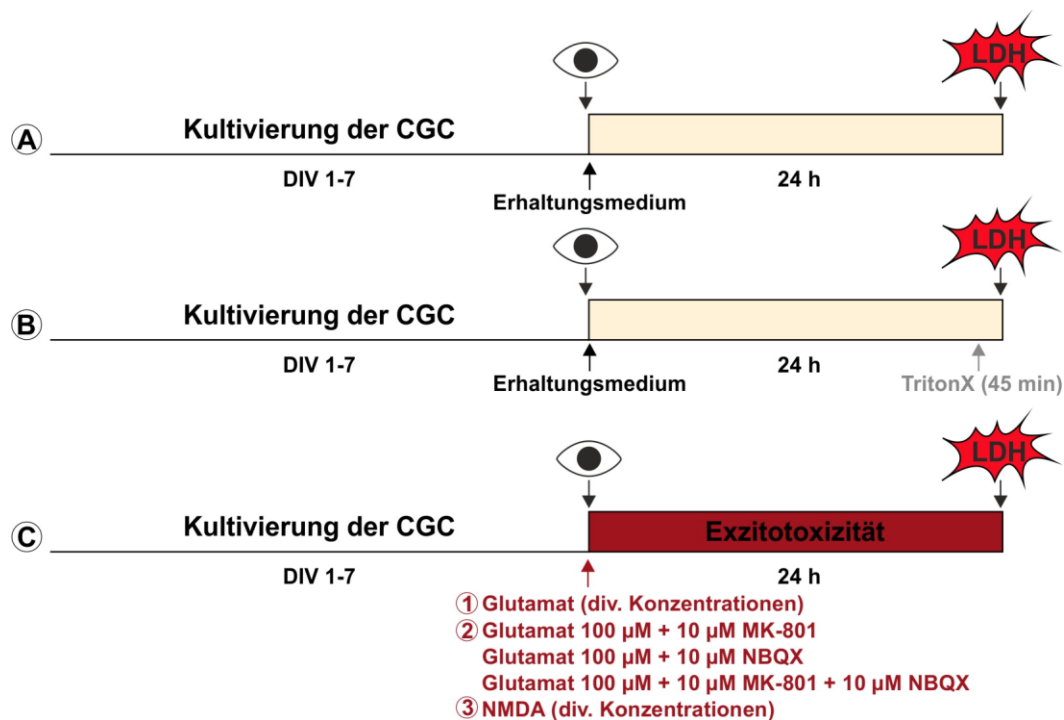 LDH
Kultivierung der CGC
A
DIV 1-7
24 h
Erhaltungsmedium
LDH
Kultivierung der CGC
B
DIV 1-7
24 h
Erhaltungsmedium
TritonX (45 min)
LDH
Kultivierung der CGC
Exzitotoxizität
C
DIV 1-7
24 h
① Glutamat (div. Konzentrationen)
② Glutamat 100 µM + 10 µM MK-801
Glutamat 100 µM + 10 µM NBQX
Glutamat 100 µM + 10 µM MK-801 + 10 µM NBQX
③ NMDA (div. Konzentrationen)